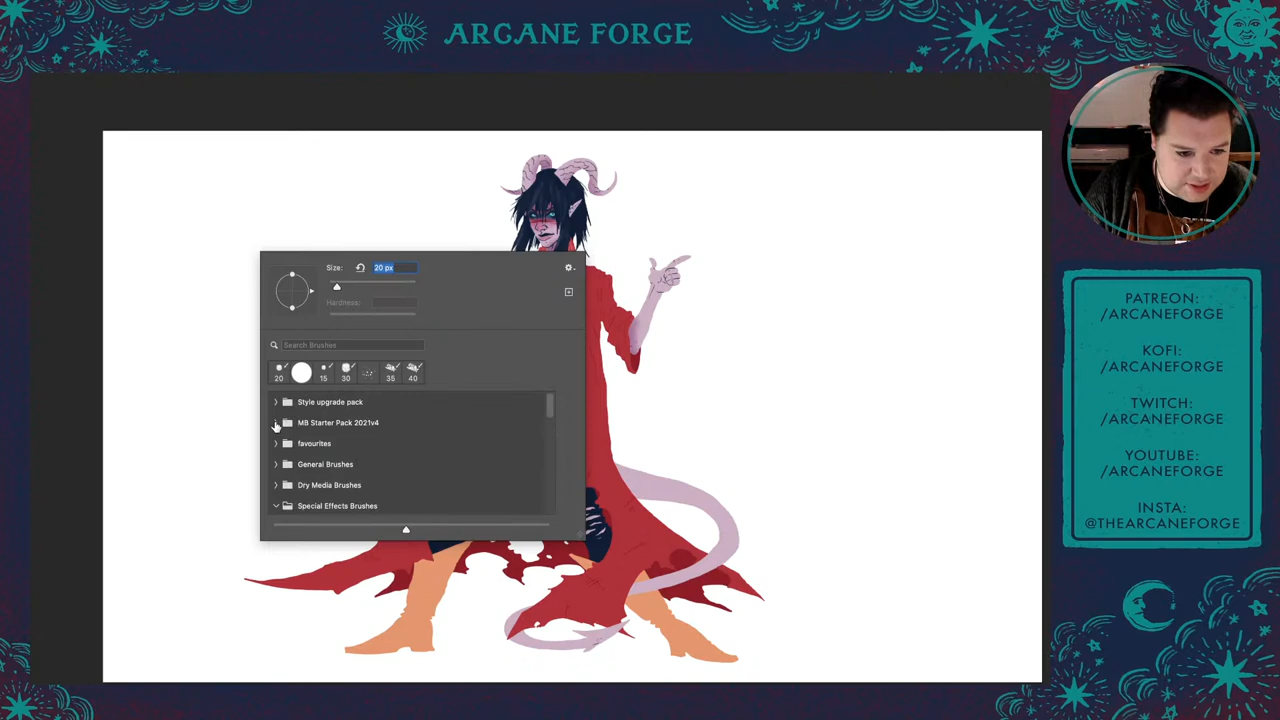 ARCANE FORGE
Size:
20 px
Hardness:
Search Brushes
20
15
30
35
40
Style upgrade pack
MB Starter Pack 2021v4
favourites
General Brushes
Dry Media Brushes
Special Effects Brushes
PATREON:
/ARCANEFORGE
KOFI:
/ARCANEFORGE
TWITCH:
/ARCANEFORGE
YOUTUBE:
/ARCANEFORGE
INSTA:
@THEARCANEFORGE